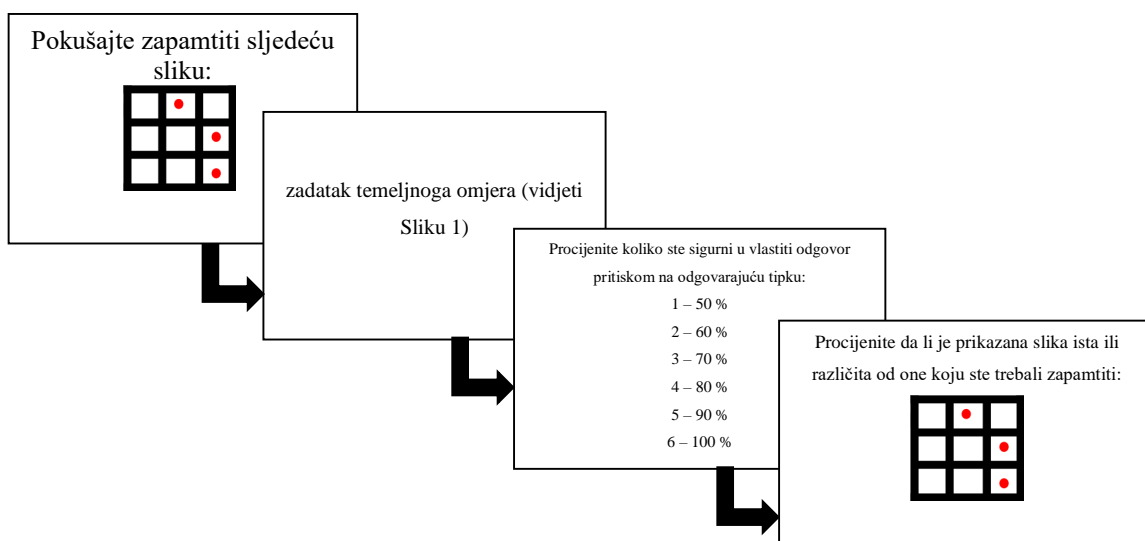 Pokušajte zapamtiti sljedeću
sliku:
zadatak temeljnoga omjera (vidjeti
Sliku 1)
Procijenite koliko ste sigurni u vlastiti odgovor
pritiskom na odgovarajuću tipku:
1 – 50 %
2 – 60 %
3 – 70 %
4 – 80 %
5 – 90 %
6 – 100 %
Procijenite da li je prikazana slika ista ili
različita od one koju ste trebali zapamtiti: